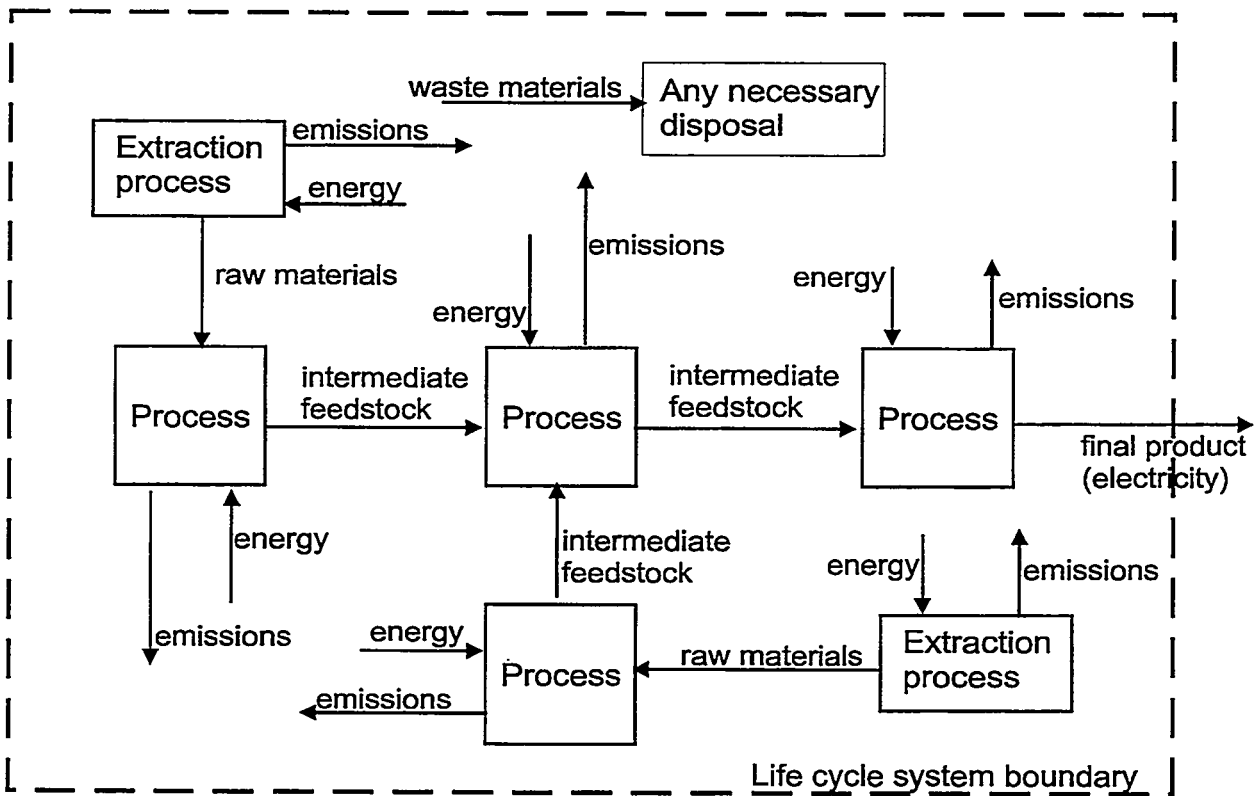 waste materials
Any necessary
disposal
Extraction
process
emissions
energy
raw materials
energy
emissions
energy
emissions
Process
intermediate
feedstock
Process
intermediate
feedstock
Process
final product
(electricity)
energy
emissions
intermediate
feedstock
energy
emissions
energy
emissions
Process
raw materials
Extraction
process
Life cycle system boundary